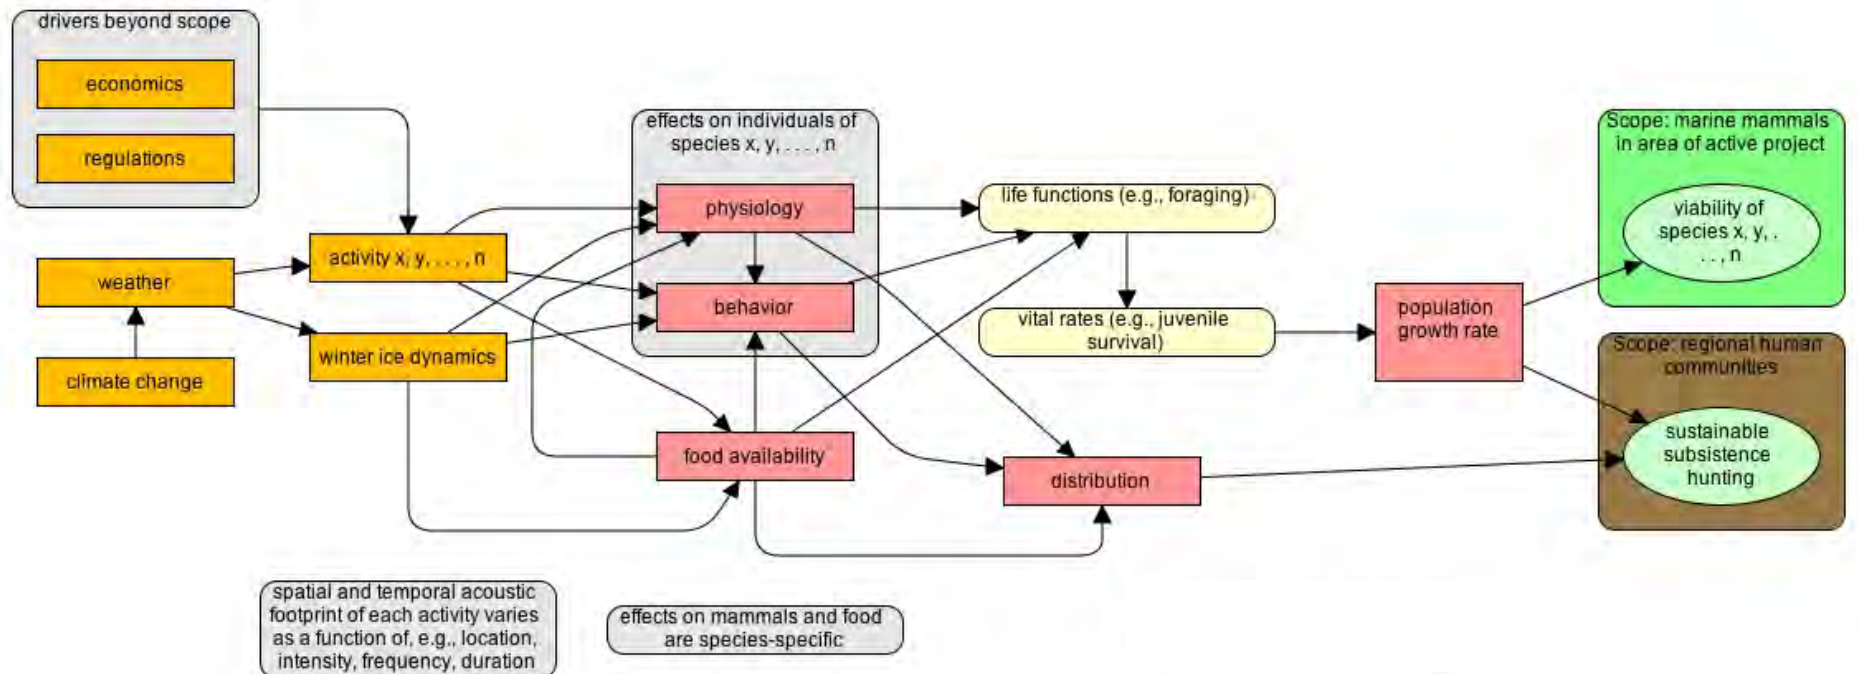 drivers beyond scope
economics
regulations
weather
climate change
activity x, y, . . . , n
winter ice dynamics
effects on individuals of
species x, y, . . . , n
physiology
behavior
food availability
life functions (e.g., foraging)
vital rates (e.g., juvenile
survival)
distribution
population
growth rate
Scope: marine mammals
in area of active project
viability of
species x, y, .
. . , n
Scope: regional human
communities
sustainable
subsistence
hunting
spatial and temporal acoustic
footprint of each activity varies
as a function of, e.g., location,
intensity, frequency, duration
effects on mammals and food
are species-specific